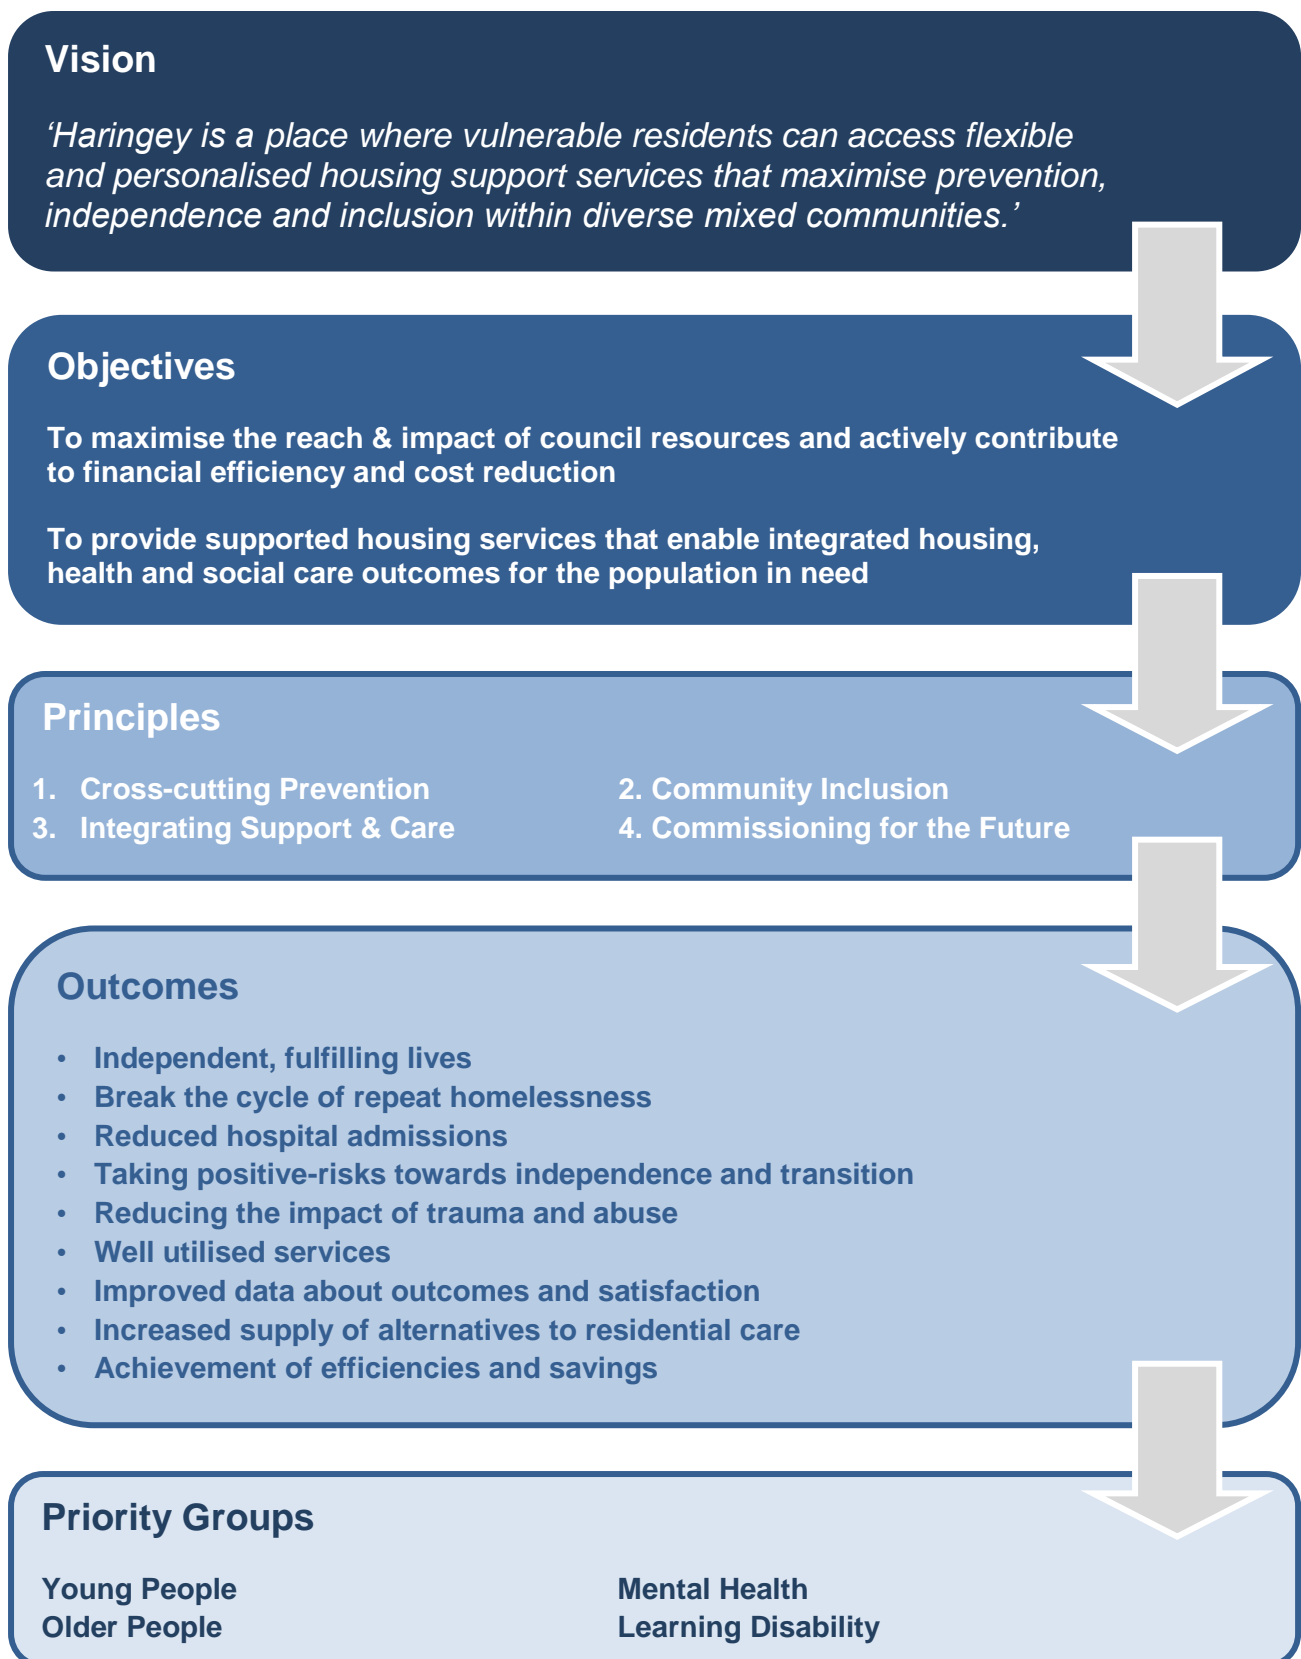 Vision
‘Haringey is a place where vulnerable residents can access flexible
and personalised housing support services that maximise prevention,
independence and inclusion within diverse mixed communities.’
Objectives
To maximise the reach & impact of council resources and actively contribute
to financial efficiency and cost reduction
To provide supported housing services that enable integrated housing,
health and social care outcomes for the population in need
Principles
1. Cross-cutting Prevention 2. Community Inclusion
3. Integrating Support & Care 4. Commissioning for the Future
Outcomes
• Independent, fulfilling lives
• Break the cycle of repeat homelessness
• Reduced hospital admissions
• Taking positive-risks towards independence and transition
• Reducing the impact of trauma and abuse
• Well utilised services
• Improved data about outcomes and satisfaction
• Increased supply of alternatives to residential care
• Achievement of efficiencies and savings
Priority Groups
Young People Mental Health
Older People Learning Disability